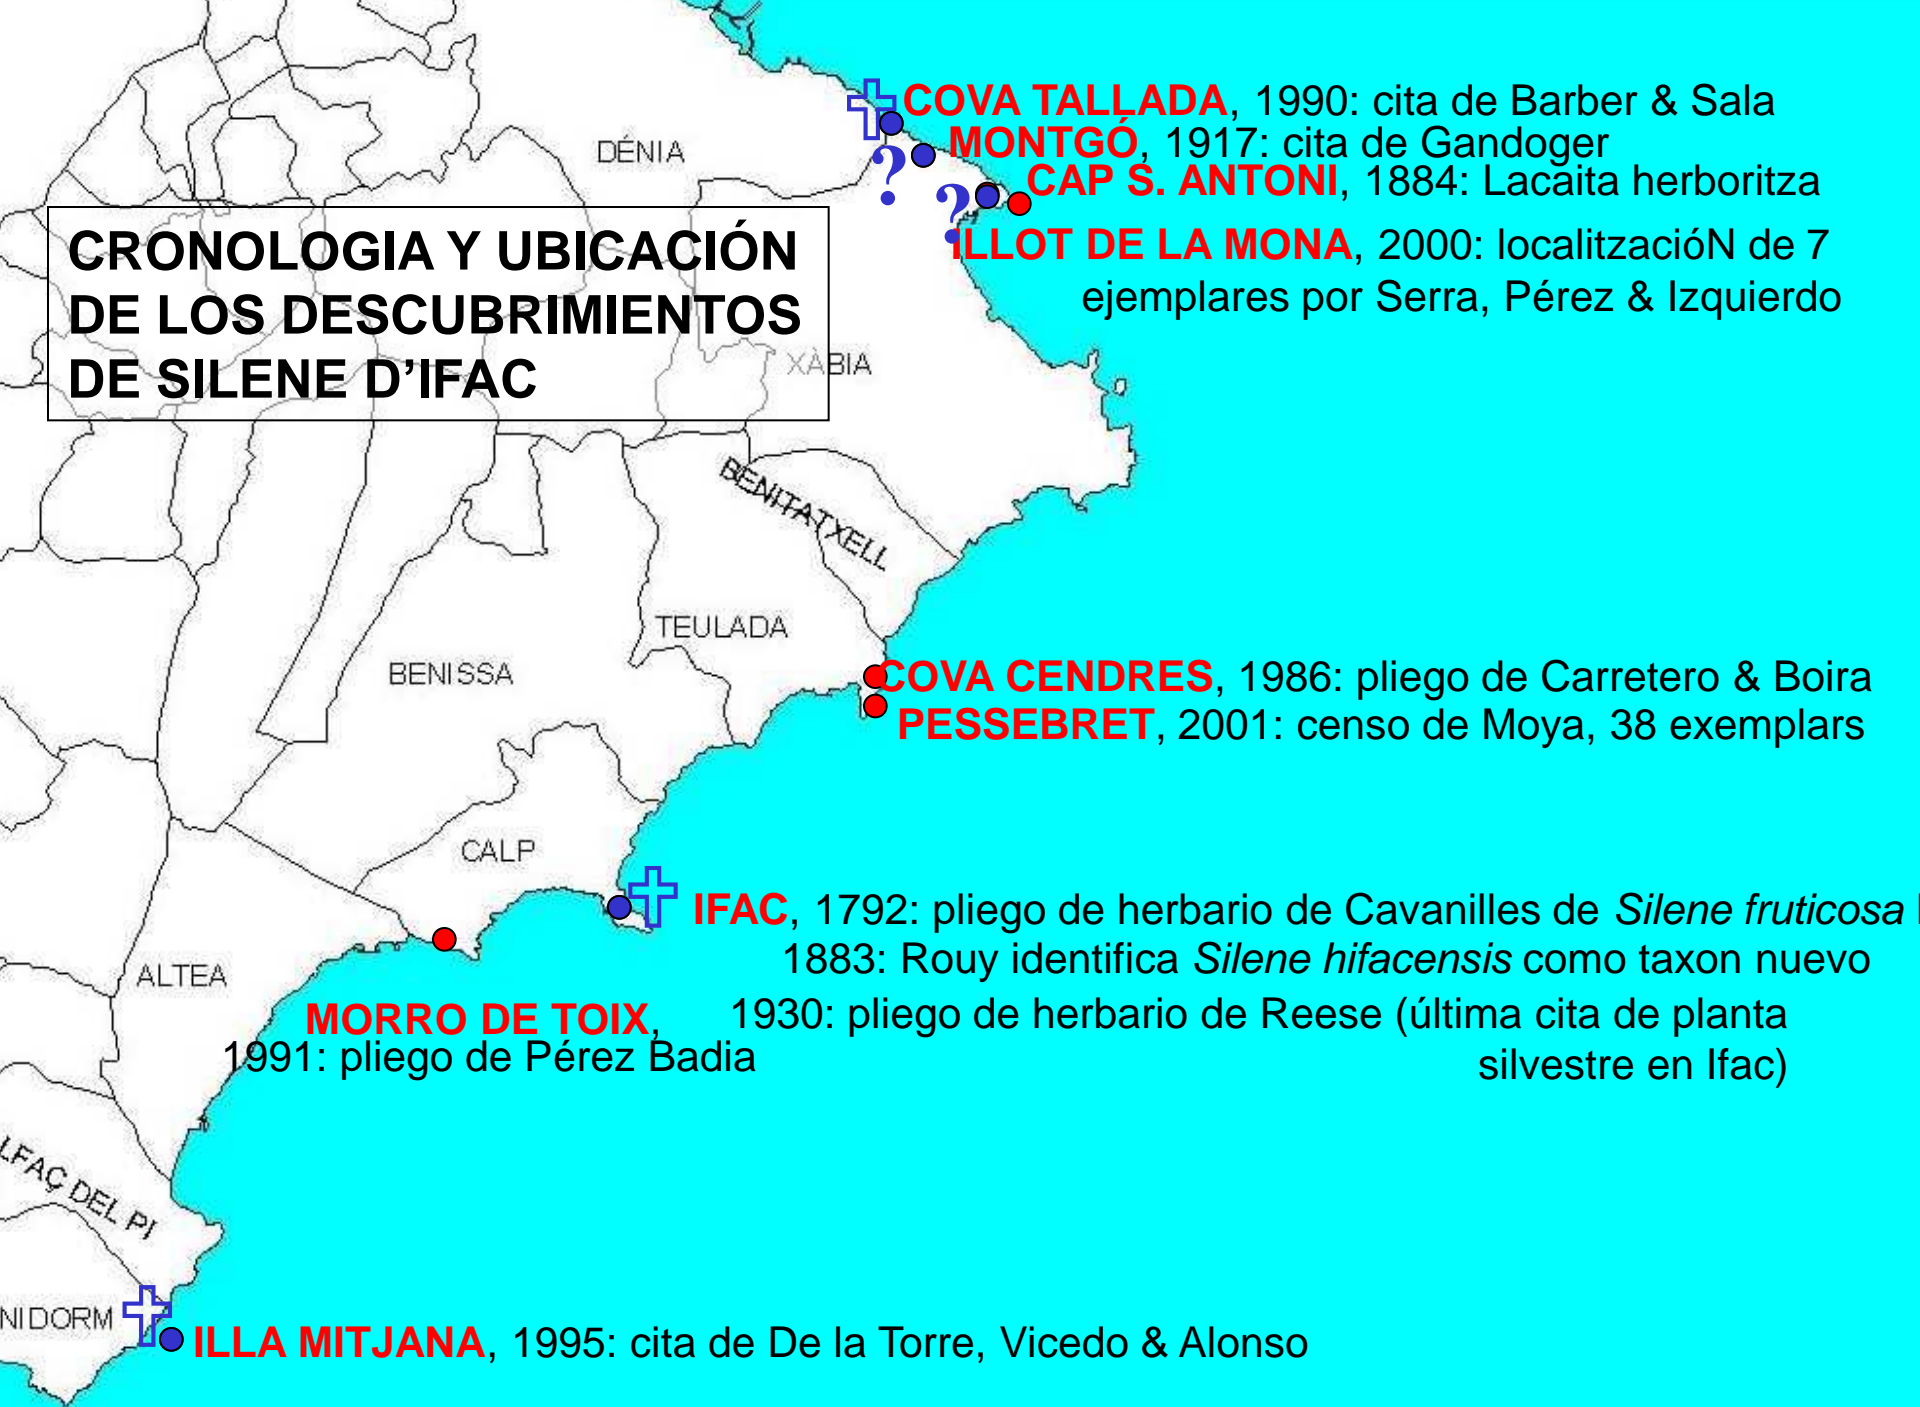 COVA TALLADA, 1990: cita de Barber & Sala
MONTGÓ, 1917: cita de Gandoger
CAP S. ANTONI, 1884: Lacaita herboritza
ILLOT DE LA MONA, 2000: localitzacióN de 7
ejemplares por Serra, Pérez & Izquierdo
?
?
DÉNIA
CRONOLOGIA Y UBICACIÓN
DE LOS DESCUBRIMIENTOS
DE SILENE D’IFAC
XÀBIA
BENITATXELL
TEULADA
BENISSA
COVA CENDRES, 1986: pliego de Carretero & Boira
PESSEBRET, 2001: censo de Moya, 38 exemplars
CALP
IFAC, 1792: pliego de herbario de Cavanilles de Silene fruticosa
1883: Rouy identifica Silene hifacensis como taxon nuevo
1930: pliego de herbario de Reese (última cita de planta
silvestre en Ifac)
ALTEA
MORRO DE TOIX,
1991: pliego de Pérez Badia
LFAÇ DEL PI
NIDORM
ILLA MITJANA, 1995: cita de De la Torre, Vicedo & Alonso